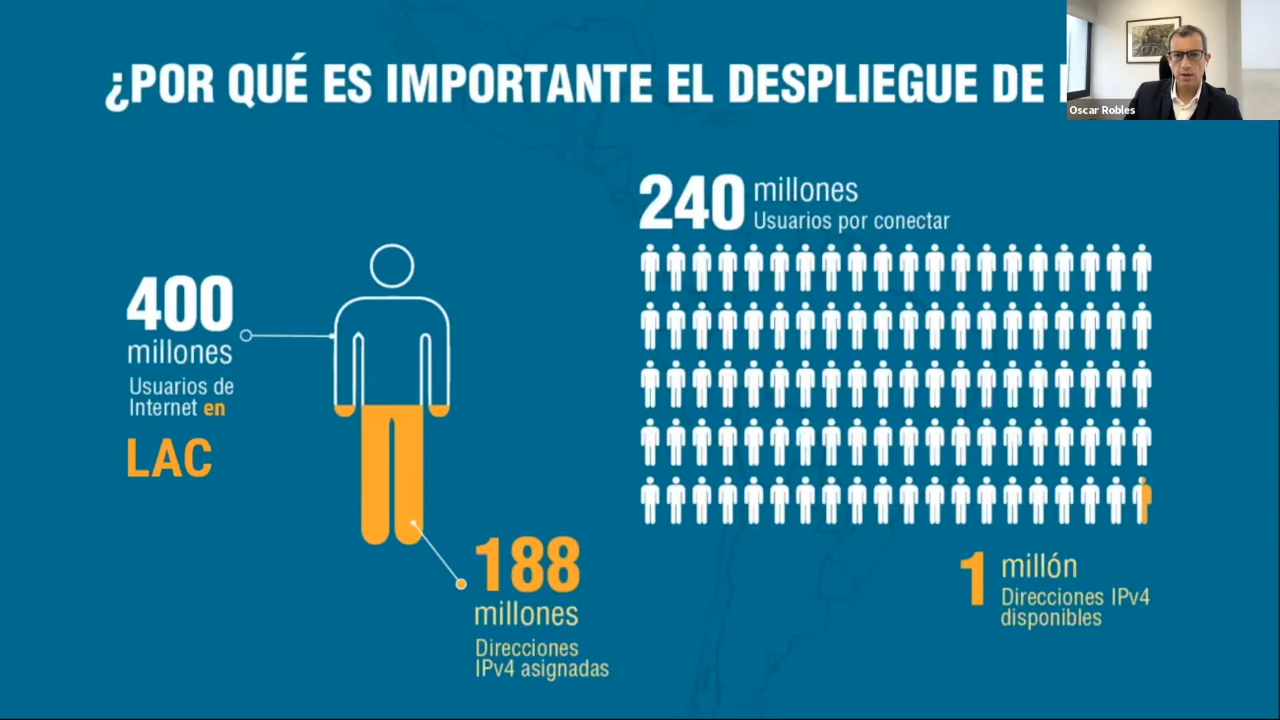 ¿POR QUÉ ES IMPORTANTE EL DESPLIEGUE DE
Oscar Robles
240 millones
Usuarios por conectar
400
millones
Usuarios de
Internet en
LAC
188
millones
Direcciones
IPv4 asignadas
1 millón
Direcciones IPv4
disponibles